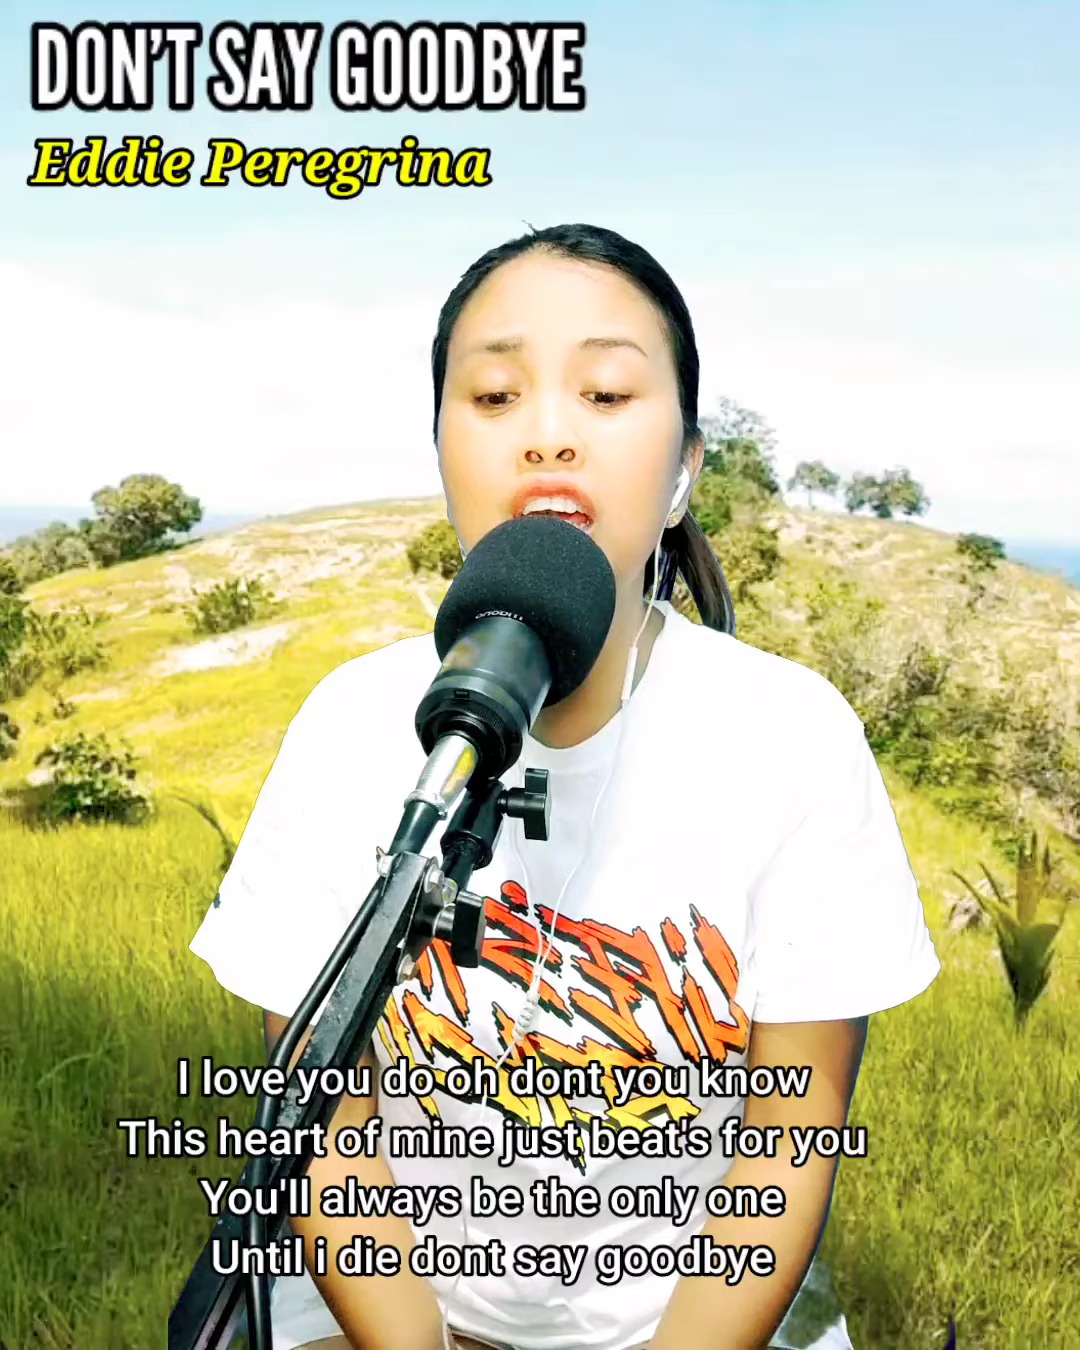 DON'T SAY GOODBYE
Eddie Peregrina
I love you do oh dont you know
This heart of mine just beat's for you
You'll always be the only one
Until i die dont say goodbye